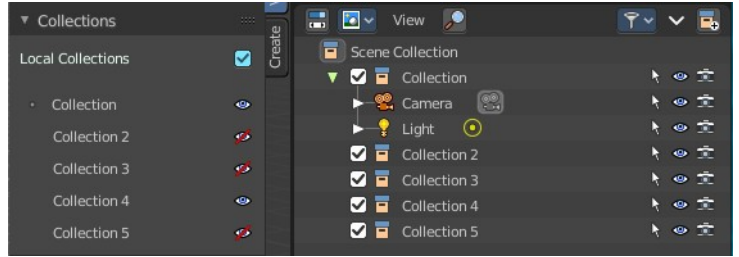 Collections
Local Collections
Collection
Collection 2
Collection 3
Collection 4
Collection 5
Create
View
Scene Collection
Collection
Camera
Light
Collection 2
Collection 3
Collection 4
Collection 5